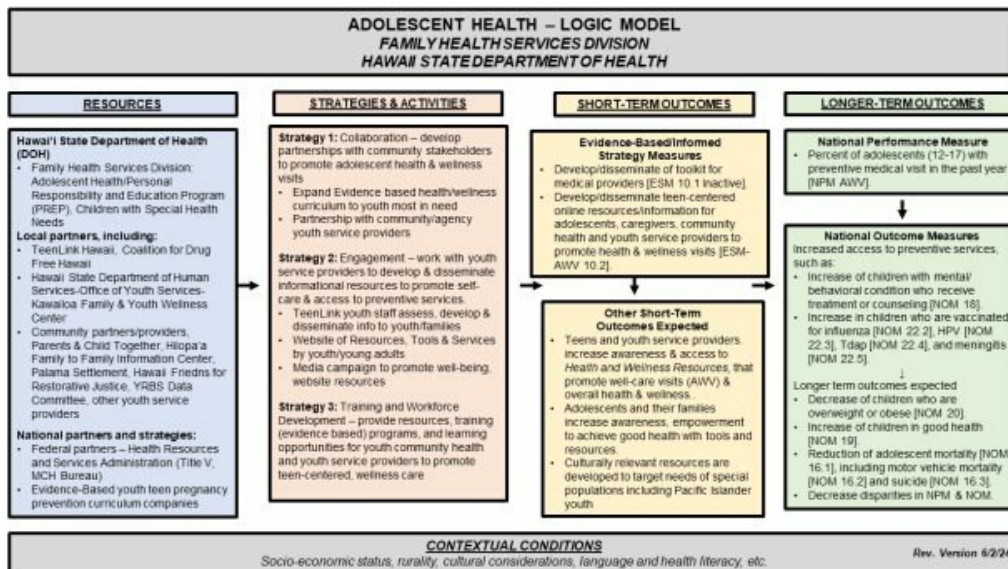 ADOLESCENT HEALTH – LOGIC MODEL
FAMILY HEALTH SERVICES DIVISION
HAWAII STATE DEPARTMENT OF HEALTH
RESOURCES
Hawai'i State Department of Health
(DOH)
• Family Health Services Division:
Adolescent Health/Personal
Responsibility and Education Program
(PREP), Children with Special Health
Needs
Local partners, including:
• TeenLink Hawaii, Coalition for Drug
Free Hawaii
• Hawaii State Department of Human
Services-Office of Youth Services-
Kawailoa Family & Youth Wellness
Center
• Community partners/providers,
Parents & Child Together, Hilopa'a
Family to Family Information Center,
Palama Settlement, Hawaii Friedns for
Restorative Justice, YRBS Data
Committee, other youth service
providers
National partners and strategies:
• Federal partners – Health Resources
and Services Administration (Title V,
MCH Bureau)
• Evidence-Based youth teen pregnancy
prevention curriculum companies
STRATEGIES & ACTIVITIES
Strategy 1: Collaboration – develop
partnerships with community stakeholders
to promote adolescent health & wellness
visits
• Expand Evidence based health/wellness
curriculum to youth most in need
• Partnership with community/agency
youth service providers
Strategy 2: Engagement – work with youth
service providers to develop & disseminate
informational resources to promote self-
care & access to preventive services.
• TeenLink youth staff assess, develop &
disseminate info to youth/families
• Website of Resources, Tools & Services
by youth/young adults
• Media campaign to promote well-being,
website resources
Strategy 3: Training and Workforce
Development – provide resources, training
(evidence based) programs, and learning
opportunities for youth community health
and youth service providers to promote
teen-centered, wellness care
SHORT-TERM OUTCOMES
Evidence-Based/Informed
Strategy Measures
• Develop/disseminate of toolkit for
medical providers [ESM 10.1 Inactive].
• Develop/disseminate teen-centered
online resources/information for
adolescents, caregivers, community
health and youth service providers to
promote health & wellness visits [ESM-
AWV 10.2].
Other Short-Term
Outcomes Expected
• Teens and youth service providers.
increase awareness & access to
Health and Wellness Resources, that
promote well-care visits (AWV) &
overall health & wellness..
• Adolescents and their families
increase awareness, empowerment
to achieve good health with tools and
resources.
• Culturally relevant resources are
developed to target needs of special
populations including Pacific Islander
youth
LONGER-TERM OUTCOMES
National Performance Measure
• Percent of adolescents (12-17) with
preventive medical visit in the past year
[NPM AWV].
National Outcome Measures
Increased access to preventive services,
such as:
• Increase of children with mental/
behavioral condition who receive
treatment or counseling [NOM 18].
• Increase in children who are vaccinated
for influenza [NOM 22.2], HPV [NOM
22.3], Tdap [NOM 22.4], and meningitis
[NOM 22.5].
↓
Longer term outcomes expected
• Decrease of children who are
overweight or obese [NOM 20].
• Increase of children in good health
[NOM 19].
• Reduction of adolescent mortality [NOM
16.1], including motor vehicle mortality
[NOM 16.2] and suicide [NOM 16.3].
• Decrease disparities in NPM & NOM.
CONTEXTUAL CONDITIONS
Socio-economic status, rurality, cultural considerations, language and health literacy, etc.
Rev. Version 6/2/24